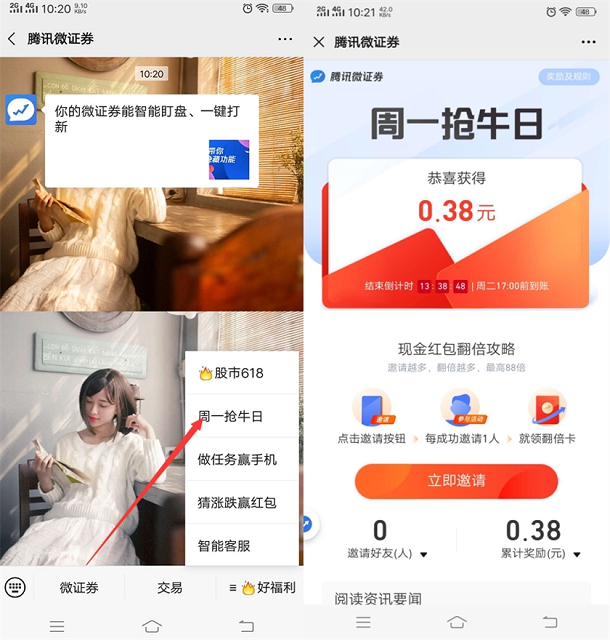 2G 4G 10:20 9.10 KB/s 48
腾讯微证券
10:20
你的微证券能智能盯盘、一键打
新
带你
隐藏功能
股市618
周一抢牛日
做任务赢手机
猜涨跌赢红包
智能客服
微证券
交易
好福利
2G 4G 10:21 42.0 KB/s 48
腾讯微证券
腾讯微证券
奖励及规则
周一抢牛日
恭喜获得
0.38元
结束倒计时 13:38:48 | 周二17:00前到账
现金红包翻倍攻略
邀请越多，翻倍越多，最高88倍
邀请
参与活动
点击邀请按钮
每成功邀请1人
就领翻倍卡
立即邀请
0
邀请好友(人)
0.38
累计奖励(元)
阅读资讯要闻